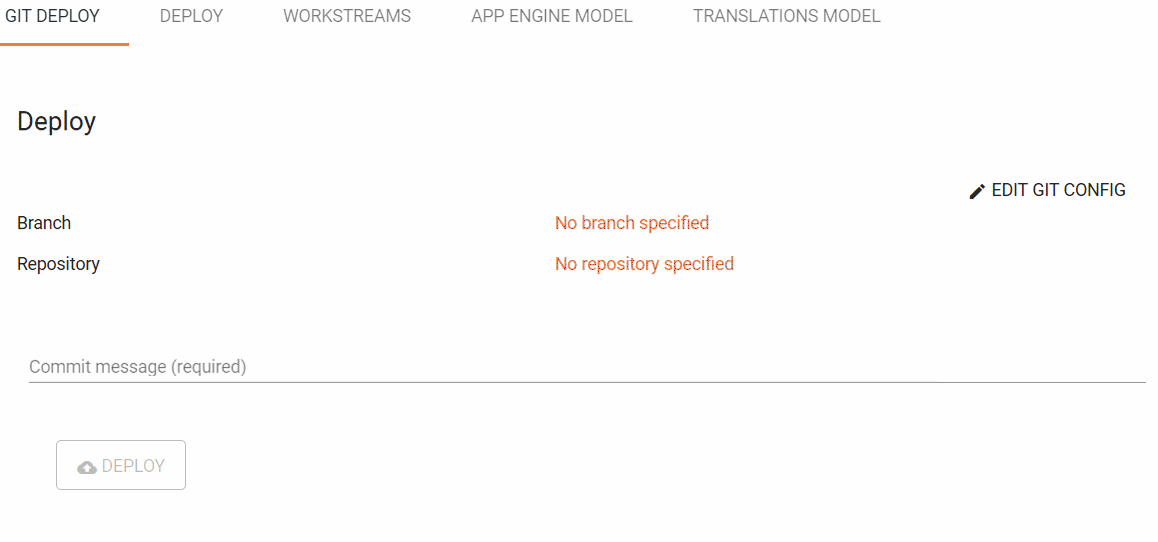 GIT DEPLOY DEPLOY WORKSTREAMS APP ENGINE MODEL TRANSLATIONS MODEL
Deploy
EDIT GIT CONFIG
Branch No branch specified
Repository No repository specified
Commit message (required)
DEPLOY